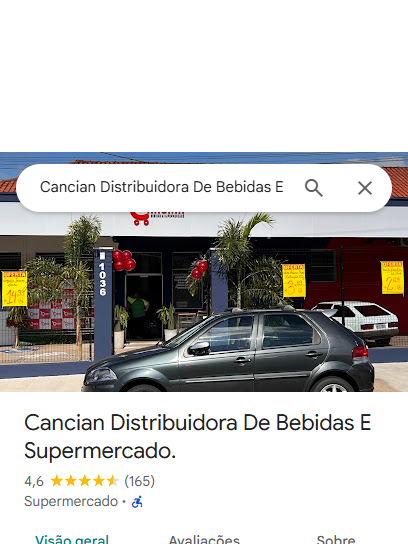 Cancian Distribuidora De Bebidas E
1036
OFERTA
OFERTA
OFERTA
Cancian Distribuidora De Bebidas E
Supermercado.
4,6 (165)
Supermercado ·
Visão geral Avaliações Sobre